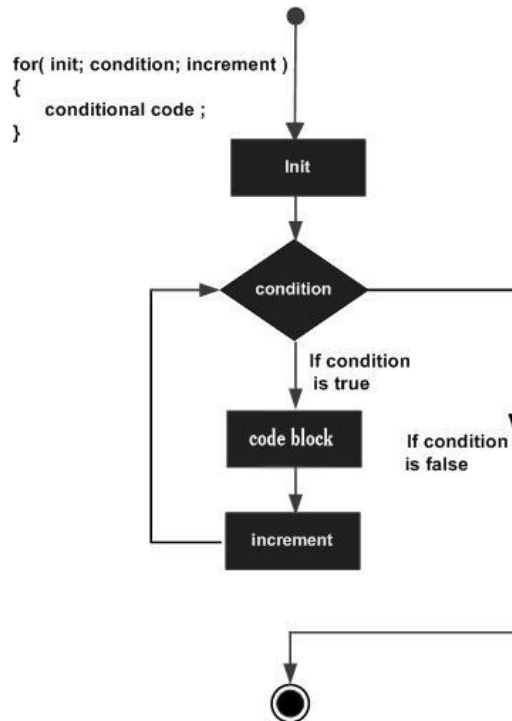 for( init; condition; increment )
{
conditional code ;
}
Init
condition
If condition
is true
code block
If condition
is false
increment